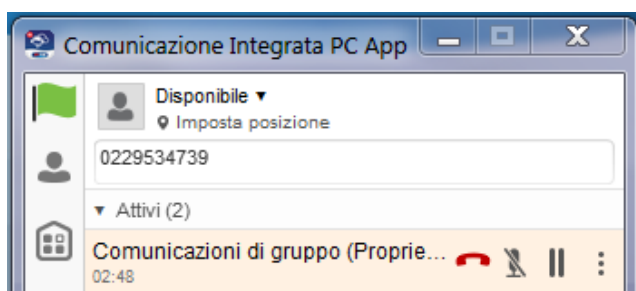 Comunicazione Integrata PC App
Disponibile ▾
Imposta posizione
0229534739
▾ Attivi (2)
Comunicazioni di gruppo (Proprie...
02:48